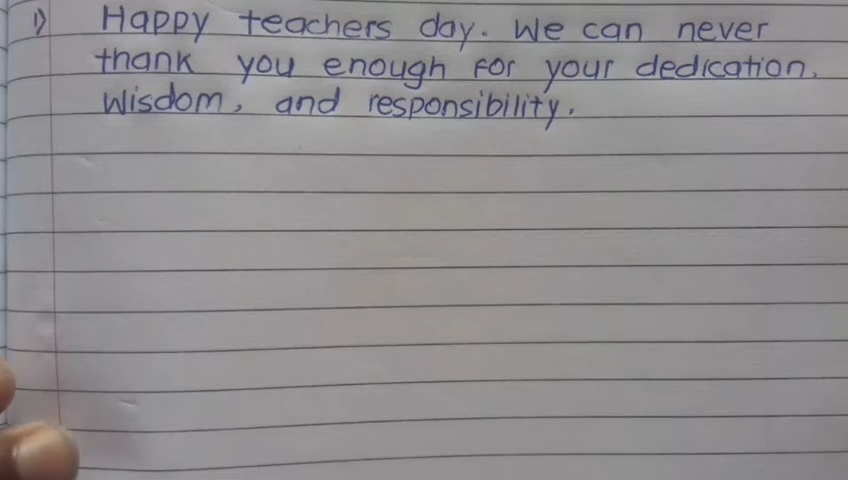 1) Happy teachers day. We can never
thank you enough for your dedication,
Wisdom, and responsibility.